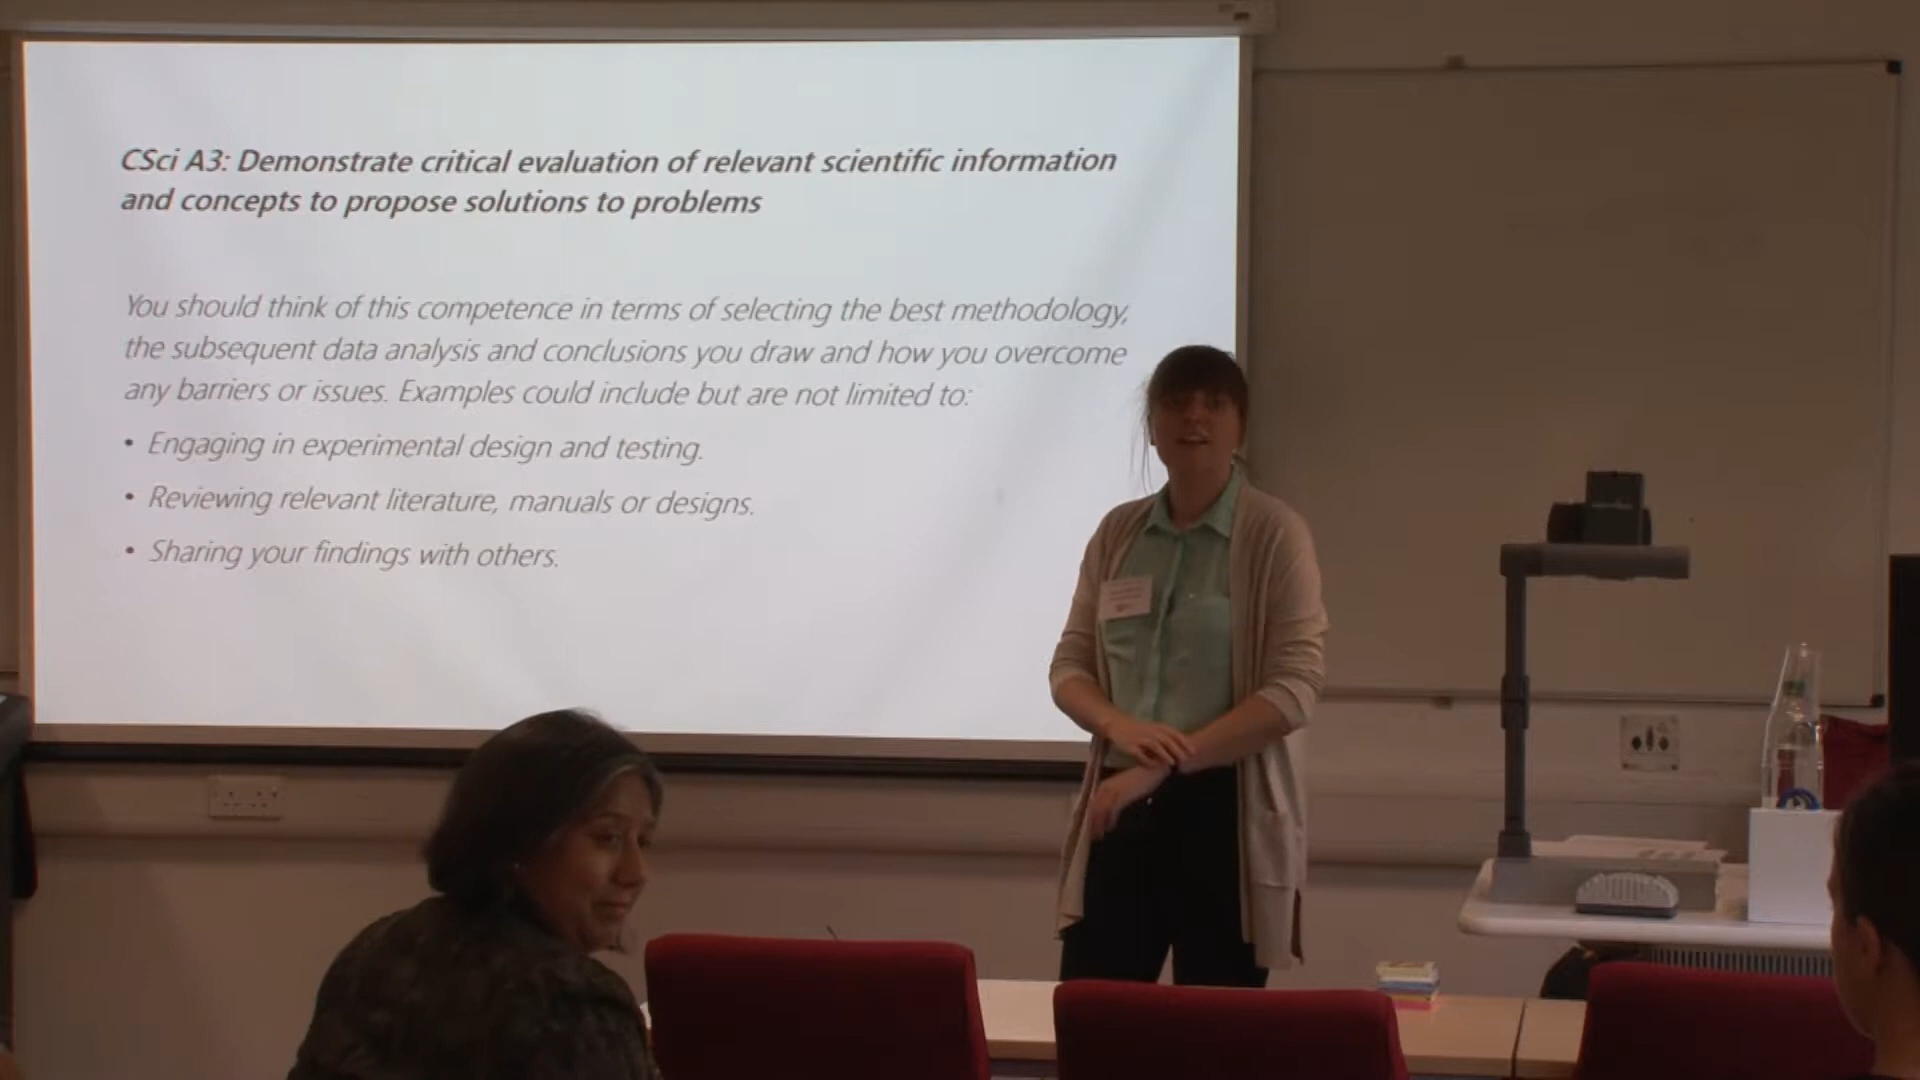 CSci A3: Demonstrate critical evaluation of relevant scientific information
and concepts to propose solutions to problems
You should think of this competence in terms of selecting the best methodology,
the subsequent data analysis and conclusions you draw and how you overcome
any barriers or issues. Examples could include but are not limited to:
• Engaging in experimental design and testing.
• Reviewing relevant literature, manuals or designs.
• Sharing your findings with others.